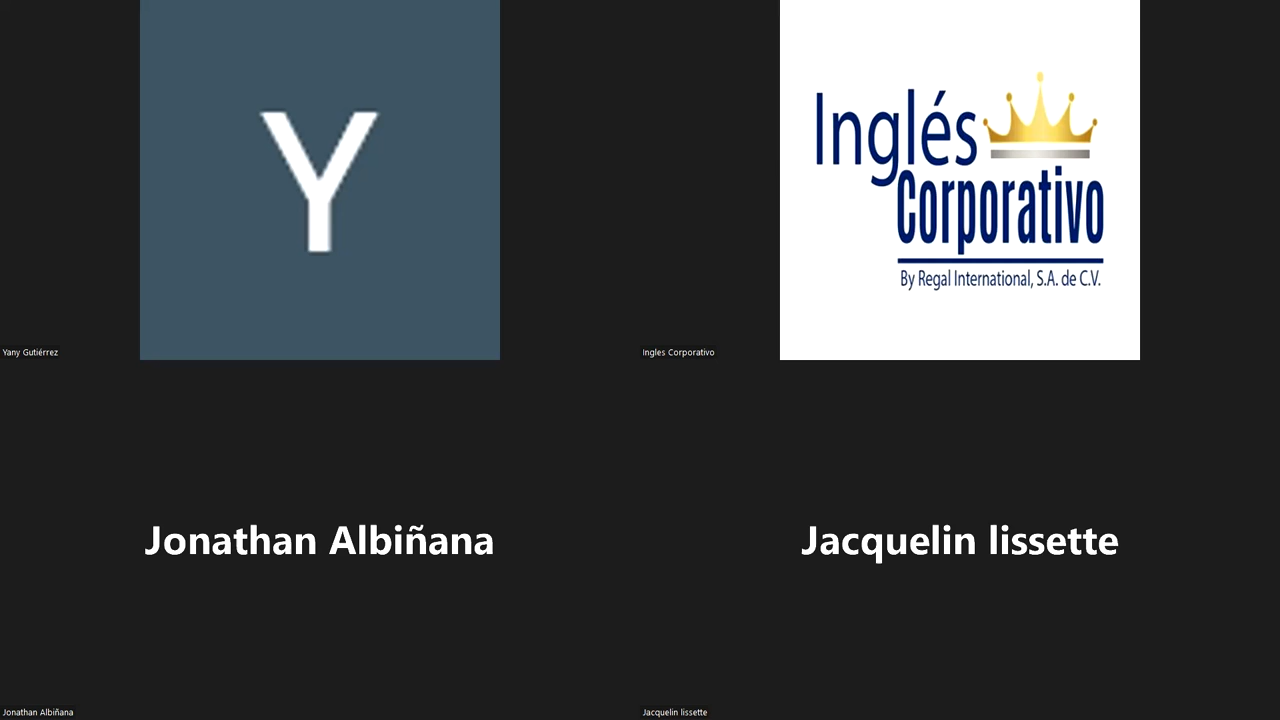 Y
Yany Gutiérrez
Inglés
Corporativo
By Regal International, S.A. de C.V.
Ingles Corporativo
Jonathan Albiñana
Jonathan Albiñana
Jacquelin lissette
Jacquelin lissette